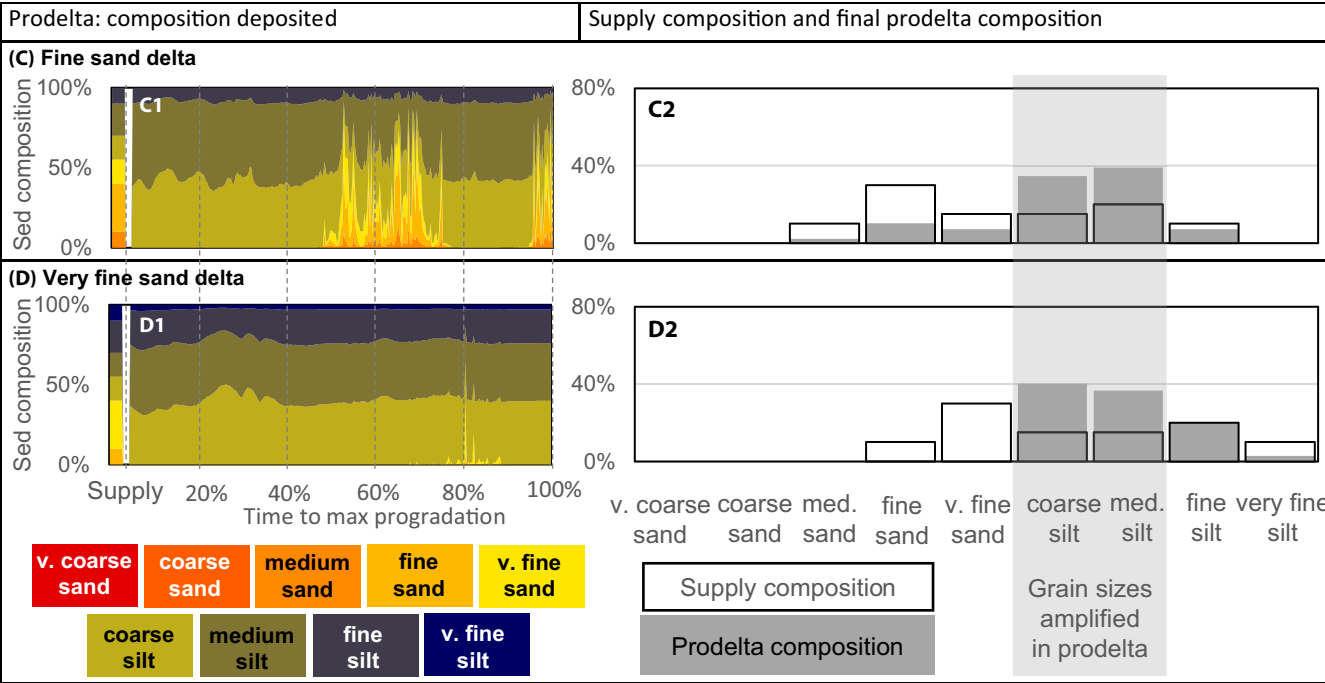 Prodelta: composition deposited
Supply composition and final prodelta composition
(C) Fine sand delta
Sed composition
100%
50%
0%
C1
80%
40%
0%
C2
(D) Very fine sand delta
Sed composition
100%
50%
0%
D1
80%
40%
0%
D2
Supply
20%
40%
60%
80%
100%
Time to max progradation
v. coarse
sand
coarse
sand
med.
sand
fine
sand
v. fine
sand
coarse
silt
med.
silt
fine
silt
very fine
silt
v. coarse
sand
coarse
sand
medium
sand
fine
sand
v. fine
sand
coarse
silt
medium
silt
fine
silt
v. fine
silt
Supply composition
Prodelta composition
Grain sizes
amplified
in prodelta